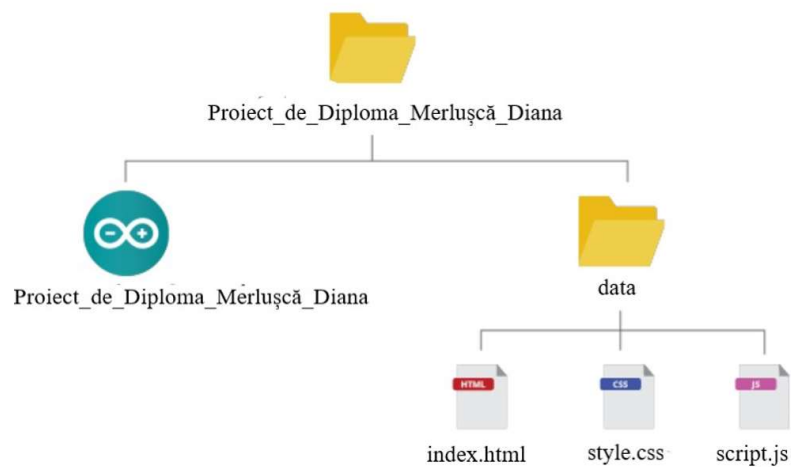 Proiect_de_Diploma_Merlușcă_Diana
Proiect_de_Diploma_Merlușcă_Diana
data
HTML
CSS
JS
index.html
style.css
script.js